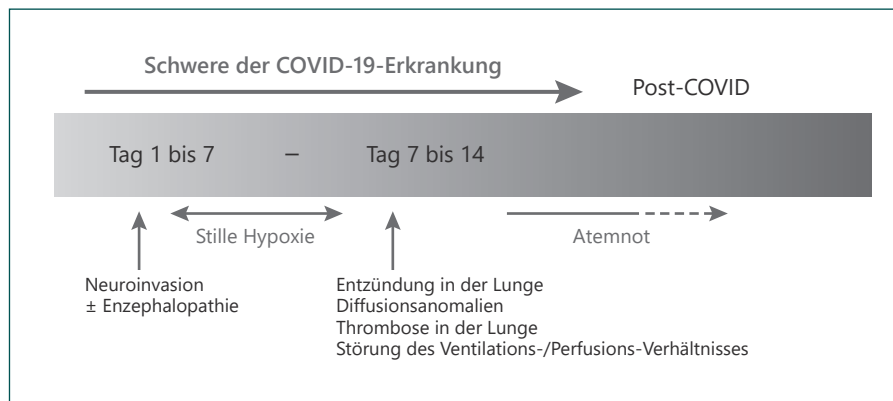 Schwere der COVID-19-Erkrankung
Post-COVID
Tag 1 bis 7 – Tag 7 bis 14
Stille Hypoxie
Atemnot
Neuroinvasion
± Enzephalopathie
Entzündung in der Lunge
Diffusionsanomalien
Thrombose in der Lunge
Störung des Ventilations-/Perfusions-Verhältnisses